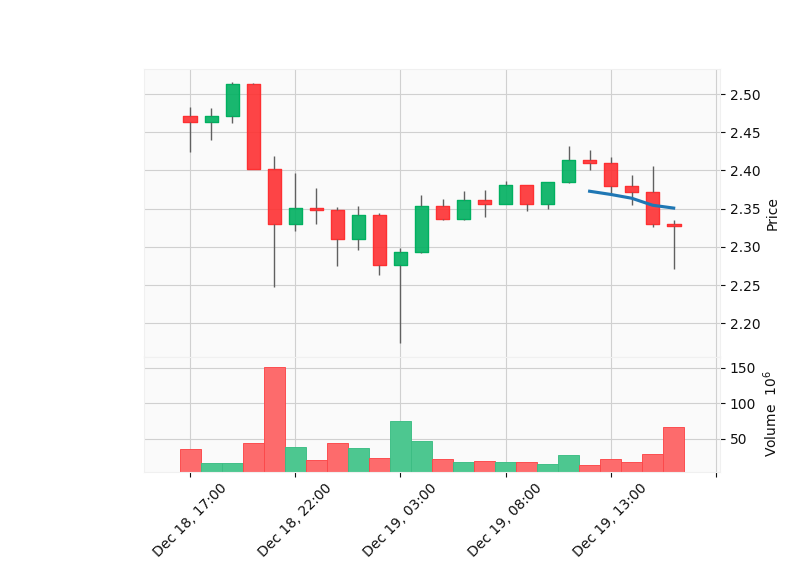 2.50
2.45
2.40
2.35
2.30
2.25
2.20
Price
150
100
50
Volume 10^6
Dec 18, 17:00
Dec 18, 22:00
Dec 19, 03:00
Dec 19, 08:00
Dec 19, 13:00